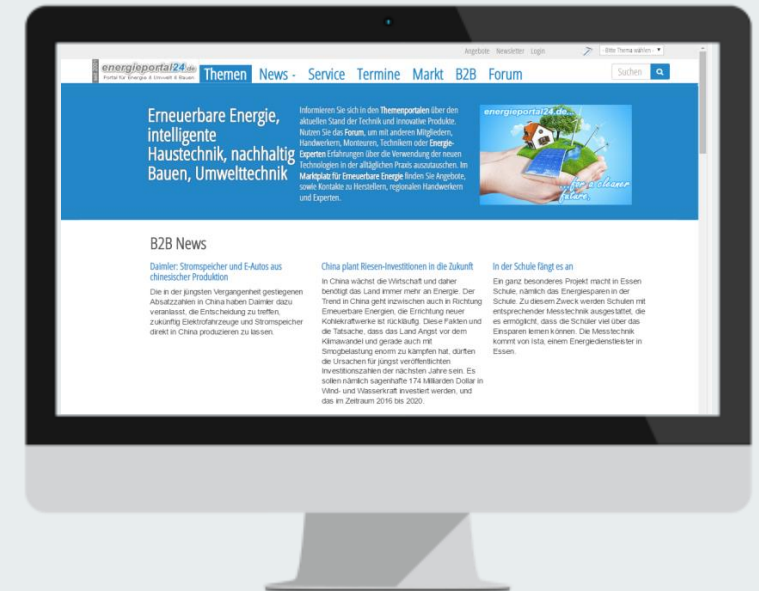 Angebote Newsletter Login
- Bitte Thema wählen -
energieportal24.de
Portal für Energie & Umwelt & Bauen
Themen News Service Termine Markt B2B Forum
Suchen
Erneuerbare Energie,
intelligente
Haustechnik, nachhaltig
Bauen, Umwelttechnik
Informieren Sie sich in den Themenportalen über den
aktuellen Stand der Technik und innovative Produkte.
Nutzen Sie das Forum, um mit anderen Mitgliedern,
Handwerkern, Monteuren, Technikern oder Energie-
Experten Erfahrungen über die Verwendung der neuen
Technologien in der alltäglichen Praxis auszutauschen. Im
Marktplatz für Erneuerbare Energie finden Sie Angebote,
sowie Kontakte zu Herstellern, regionalen Handwerkern
und Experten.
energieportal24.de...
...for a cleaner
future.
B2B News
Daimler: Stromspeicher und E-Autos aus
chinesischer Produktion
Die in der jüngsten Vergangenheit gestiegenen
Absatzzahlen in China haben Daimler dazu
veranlasst, die Entscheidung zu treffen,
zukünftig Elektrofahrzeuge und Stromspeicher
direkt in China produzieren zu lassen.
China plant Riesen-Investitionen in die Zukunft
In China wächst die Wirtschaft und daher
benötigt das Land immer mehr an Energie. Der
Trend in China geht inzwischen auch in Richtung
Erneuerbare Energien, die Errichtung neuer
Kohlekraftwerke ist rückläufig. Diese Fakten und
die Tatsache, dass das Land Angst vor dem
Klimawandel und gerade auch mit
Smogbelastung enorm zu kämpfen hat, dürften
die Ursachen für jüngst veröffentlichten
Investitionszahlen der nächsten Jahre sein. Es
sollen nämlich sagenhafte 174 Milliarden Dollar in
Wind- und Wasserkraft investiert werden, und
das im Zeitraum 2016 bis 2020.
In der Schule fängt es an
Ein ganz besonderes Projekt macht in Essen
Schule, nämlich das Energiesparen in der
Schule. Zu diesem Zweck werden Schulen mit
entsprechender Messtechnik ausgestattet, die
es ermöglicht, dass die Schüler viel über das
Einsparen lernen können. Die Messtechnik
kommt von Ista, einem Energiedienstleister in
Essen.